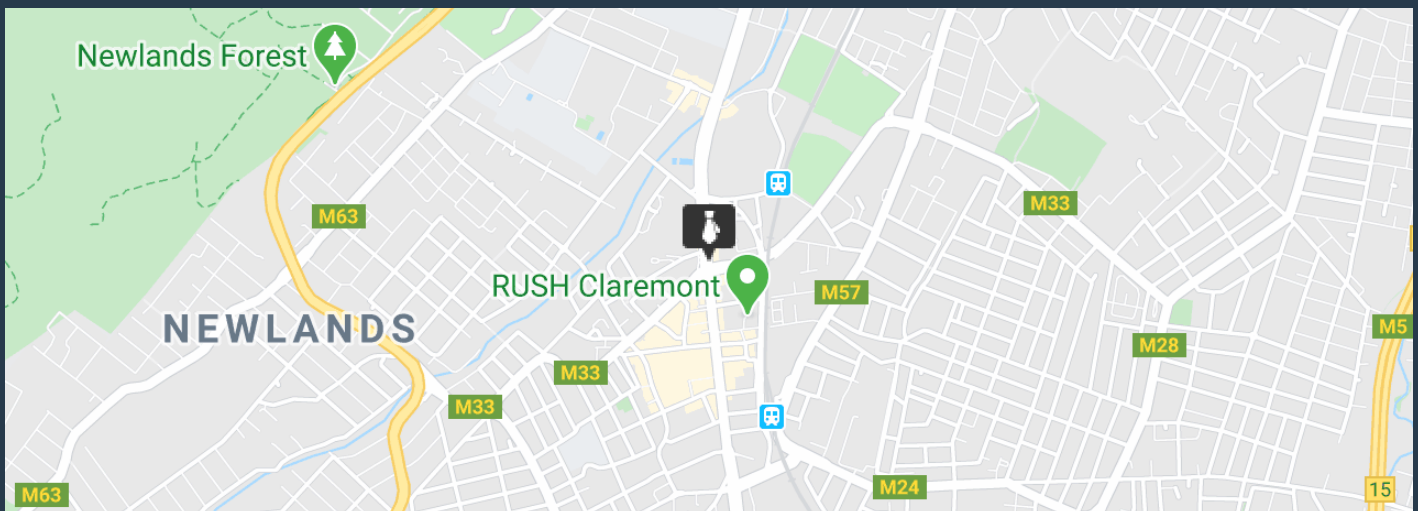 Newlands Forest
M63
M33
RUSH Claremont
M57
NEWLANDS
M5
M28
M33
M33
M24
M63
15